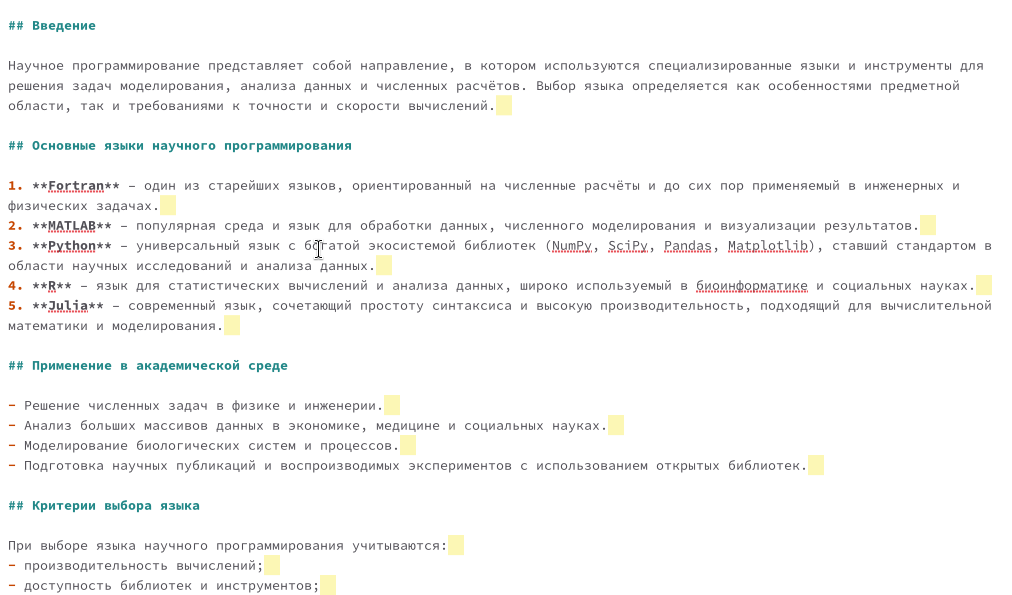 ## Введение
Научное программирование представляет собой направление, в котором используются специализированные языки и инструменты для
решения задач моделирования, анализа данных и численных расчётов. Выбор языка определяется как особенностями предметной
области, так и требованиями к точности и скорости вычислений.
## Основные языки научного программирования
1. **Fortran** – один из старейших языков, ориентированный на численные расчёты и до сих пор применяемый в инженерных и
физических задачах.
2. **MATLAB** – популярная среда и язык для обработки данных, численного моделирования и визуализации результатов.
3. **Python** – универсальный язык с богатой экосистемой библиотек (NumPy, SciPy, Pandas, Matplotlib), ставший стандартом в
области научных исследований и анализа данных.
4. **R** – язык для статистических вычислений и анализа данных, широко используемый в биоинформатике и социальных науках.
5. **Julia** – современный язык, сочетающий простоту синтаксиса и высокую производительность, подходящий для вычислительной
математики и моделирования.
## Применение в академической среде
- Решение численных задач в физике и инженерии.
- Анализ больших массивов данных в экономике, медицине и социальных науках.
- Моделирование биологических систем и процессов.
- Подготовка научных публикаций и воспроизводимых экспериментов с использованием открытых библиотек.
## Критерии выбора языка
При выборе языка научного программирования учитываются:
- производительность вычислений;
- доступность библиотек и инструментов;